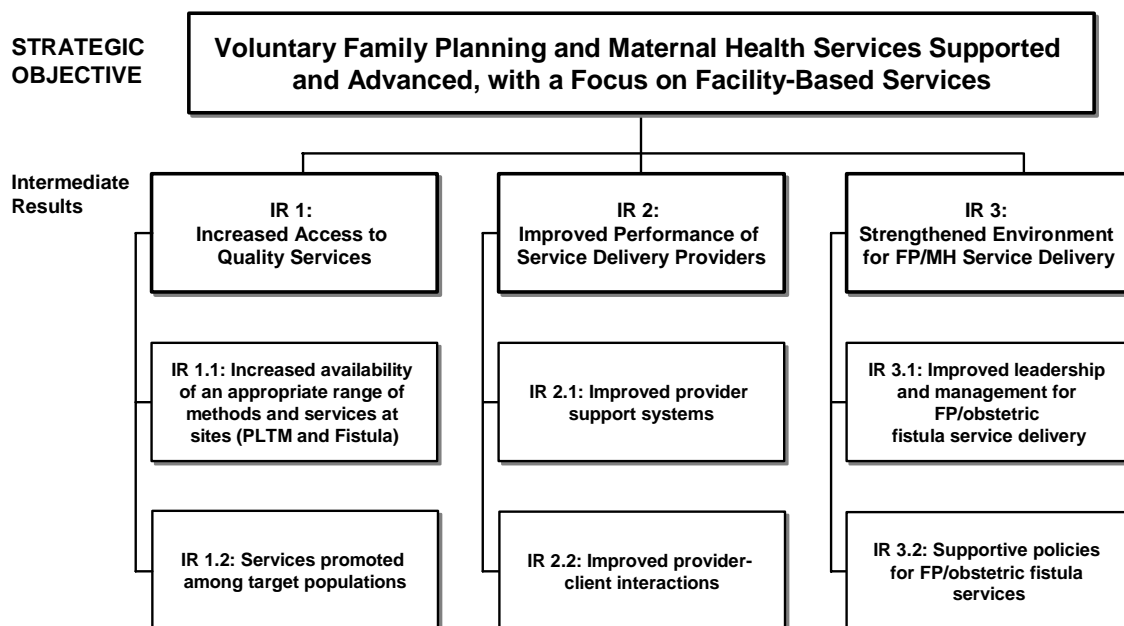 STRATEGIC
OBJECTIVE
Voluntary Family Planning and Maternal Health Services Supported
and Advanced, with a Focus on Facility-Based Services
Intermediate
Results
IR 1:
Increased Access to
Quality Services
IR 2:
Improved Performance of
Service Delivery Providers
IR 3:
Strengthened Environment
for FP/MH Service Delivery
IR 1.1: Increased availability
of an appropriate range of
methods and services at
sites (PLTM and Fistula)
IR 2.1: Improved provider
support systems
IR 3.1: Improved leadership
and management for
FP/obstetric
fistula service delivery
IR 1.2: Services promoted
among target populations
IR 2.2: Improved provider-
client interactions
IR 3.2: Supportive policies
for FP/obstetric fistula
services